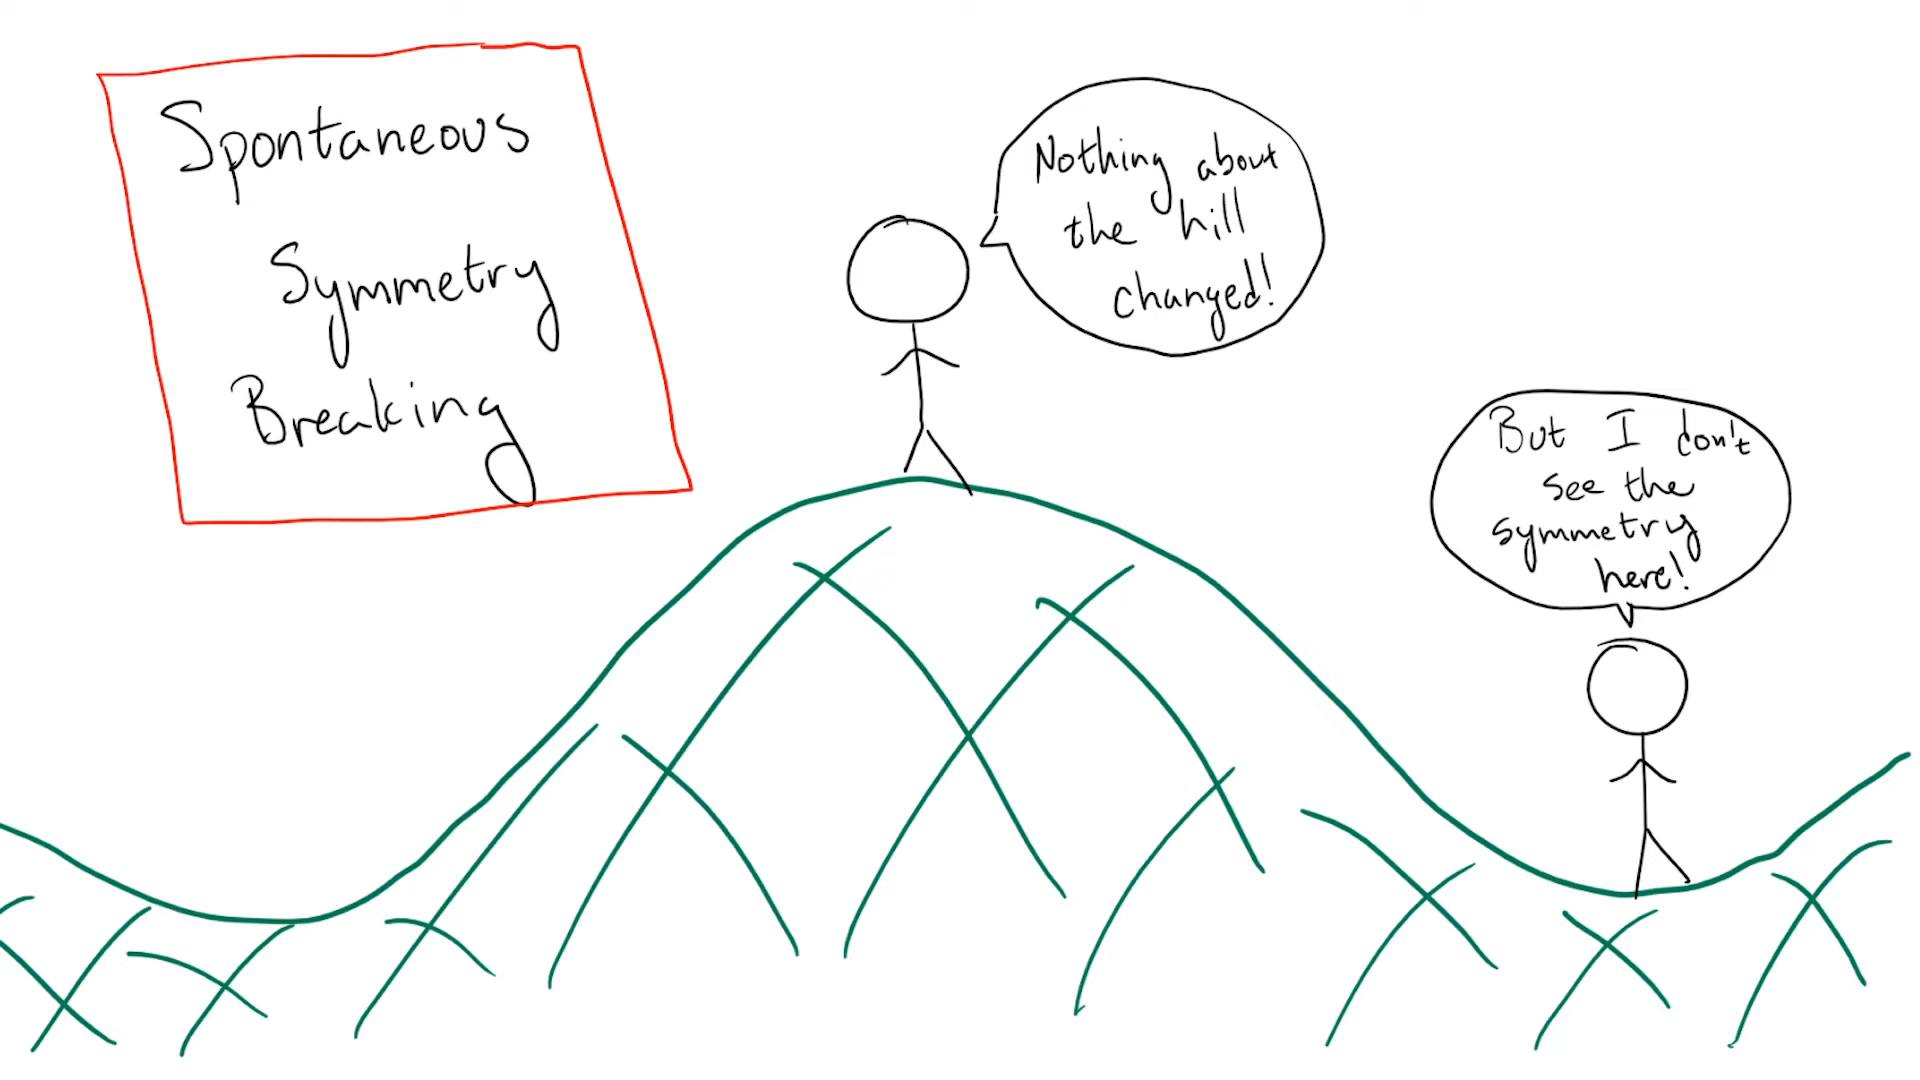 Spontaneous
Symmetry
Breaking
Nothing about
the hill
changed!
But I don't
see the
symmetry
here!